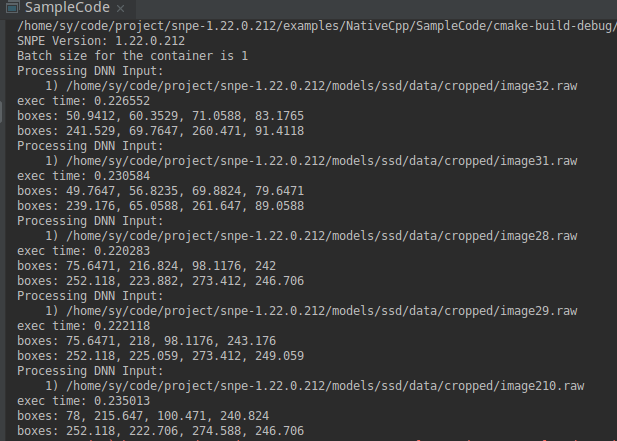 SampleCode ×
/home/sy/code/project/snpe-1.22.0.212/examples/NativeCpp/SampleCode/cmake-build-debug/
SNPE Version: 1.22.0.212
Batch size for the container is 1
Processing DNN Input:
1) /home/sy/code/project/snpe-1.22.0.212/models/ssd/data/cropped/image32.raw
exec time: 0.226552
boxes: 50.9412, 60.3529, 71.0588, 83.1765
boxes: 241.529, 69.7647, 260.471, 91.4118
Processing DNN Input:
1) /home/sy/code/project/snpe-1.22.0.212/models/ssd/data/cropped/image31.raw
exec time: 0.230584
boxes: 49.7647, 56.8235, 69.8824, 79.6471
boxes: 239.176, 65.0588, 261.647, 89.0588
Processing DNN Input:
1) /home/sy/code/project/snpe-1.22.0.212/models/ssd/data/cropped/image28.raw
exec time: 0.220283
boxes: 75.6471, 216.824, 98.1176, 242
boxes: 252.118, 223.882, 273.412, 246.706
Processing DNN Input:
1) /home/sy/code/project/snpe-1.22.0.212/models/ssd/data/cropped/image29.raw
exec time: 0.222118
boxes: 75.6471, 218, 98.1176, 243.176
boxes: 252.118, 225.059, 273.412, 249.059
Processing DNN Input:
1) /home/sy/code/project/snpe-1.22.0.212/models/ssd/data/cropped/image210.raw
exec time: 0.235013
boxes: 78, 215.647, 100.471, 240.824
boxes: 252.118, 222.706, 274.588, 246.706